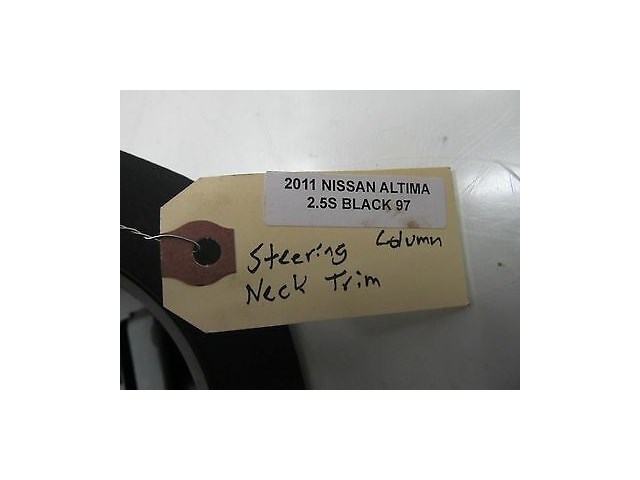 2011 NISSAN ALTIMA
2.5S BLACK 97
Steering Column
Neck Trim